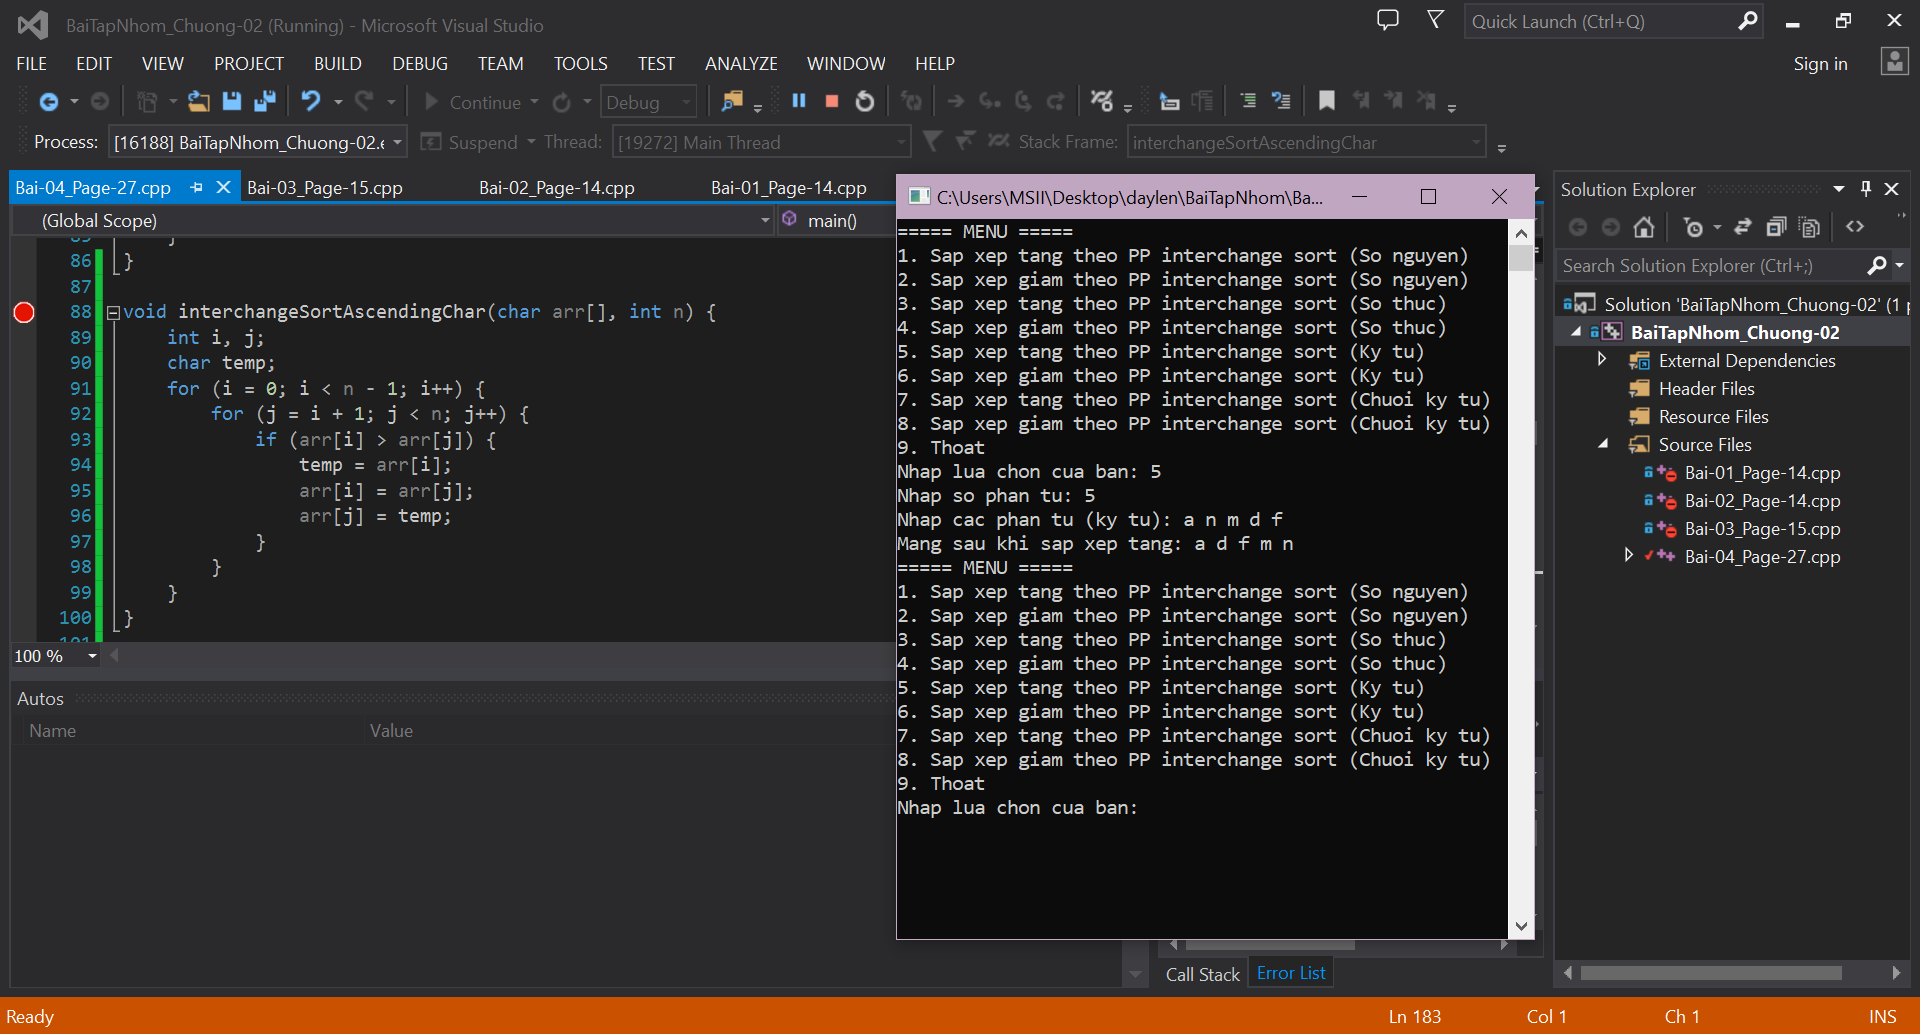 BaiTapNhom_Chuong-02 (Running) - Microsoft Visual Studio
Quick Launch (Ctrl+Q)
FILE EDIT VIEW PROJECT BUILD DEBUG TEAM TOOLS TEST ANALYZE WINDOW HELP
Sign in
Continue Debug
Process: [16188] BaiTapNhom_Chuong-02.e Suspend Thread: [19272] Main Thread Stack Frame: interchangeSortAscendingChar
Bai-04_Page-27.cpp Bai-03_Page-15.cpp Bai-02_Page-14.cpp Bai-01_Page-14.cpp
(Global Scope) main()
85 }
86 }
87
88 void interchangeSortAscendingChar(char arr[], int n) {
89 int i, j;
90 char temp;
91 for (i = 0; i < n - 1; i++) {
92 for (j = i + 1; j < n; j++) {
93 if (arr[i] > arr[j]) {
94 temp = arr[i];
95 arr[i] = arr[j];
96 arr[j] = temp;
97 }
98 }
99 }
100 }
101
100 %
Autos
Name Value
C:\Users\MSII\Desktop\daylen\BaiTapNhom\Ba...
===== MENU =====
1. Sap xep tang theo PP interchange sort (So nguyen)
2. Sap xep giam theo PP interchange sort (So nguyen)
3. Sap xep tang theo PP interchange sort (So thuc)
4. Sap xep giam theo PP interchange sort (So thuc)
5. Sap xep tang theo PP interchange sort (Ky tu)
6. Sap xep giam theo PP interchange sort (Ky tu)
7. Sap xep tang theo PP interchange sort (Chuoi ky tu)
8. Sap xep giam theo PP interchange sort (Chuoi ky tu)
9. Thoat
Nhap lua chon cua ban: 5
Nhap so phan tu: 5
Nhap cac phan tu (ky tu): a n m d f
Mang sau khi sap xep tang: a d f m n
===== MENU =====
1. Sap xep tang theo PP interchange sort (So nguyen)
2. Sap xep giam theo PP interchange sort (So nguyen)
3. Sap xep tang theo PP interchange sort (So thuc)
4. Sap xep giam theo PP interchange sort (So thuc)
5. Sap xep tang theo PP interchange sort (Ky tu)
6. Sap xep giam theo PP interchange sort (Ky tu)
7. Sap xep tang theo PP interchange sort (Chuoi ky tu)
8. Sap xep giam theo PP interchange sort (Chuoi ky tu)
9. Thoat
Nhap lua chon cua ban:
Call Stack Error List
Solution Explorer
Search Solution Explorer (Ctrl+;)
Solution 'BaiTapNhom_Chuong-02' (1 p
BaiTapNhom_Chuong-02
External Dependencies
Header Files
Resource Files
Source Files
Bai-01_Page-14.cpp
Bai-02_Page-14.cpp
Bai-03_Page-15.cpp
Bai-04_Page-27.cpp
Ready Ln 183 Col 1 Ch 1 INS